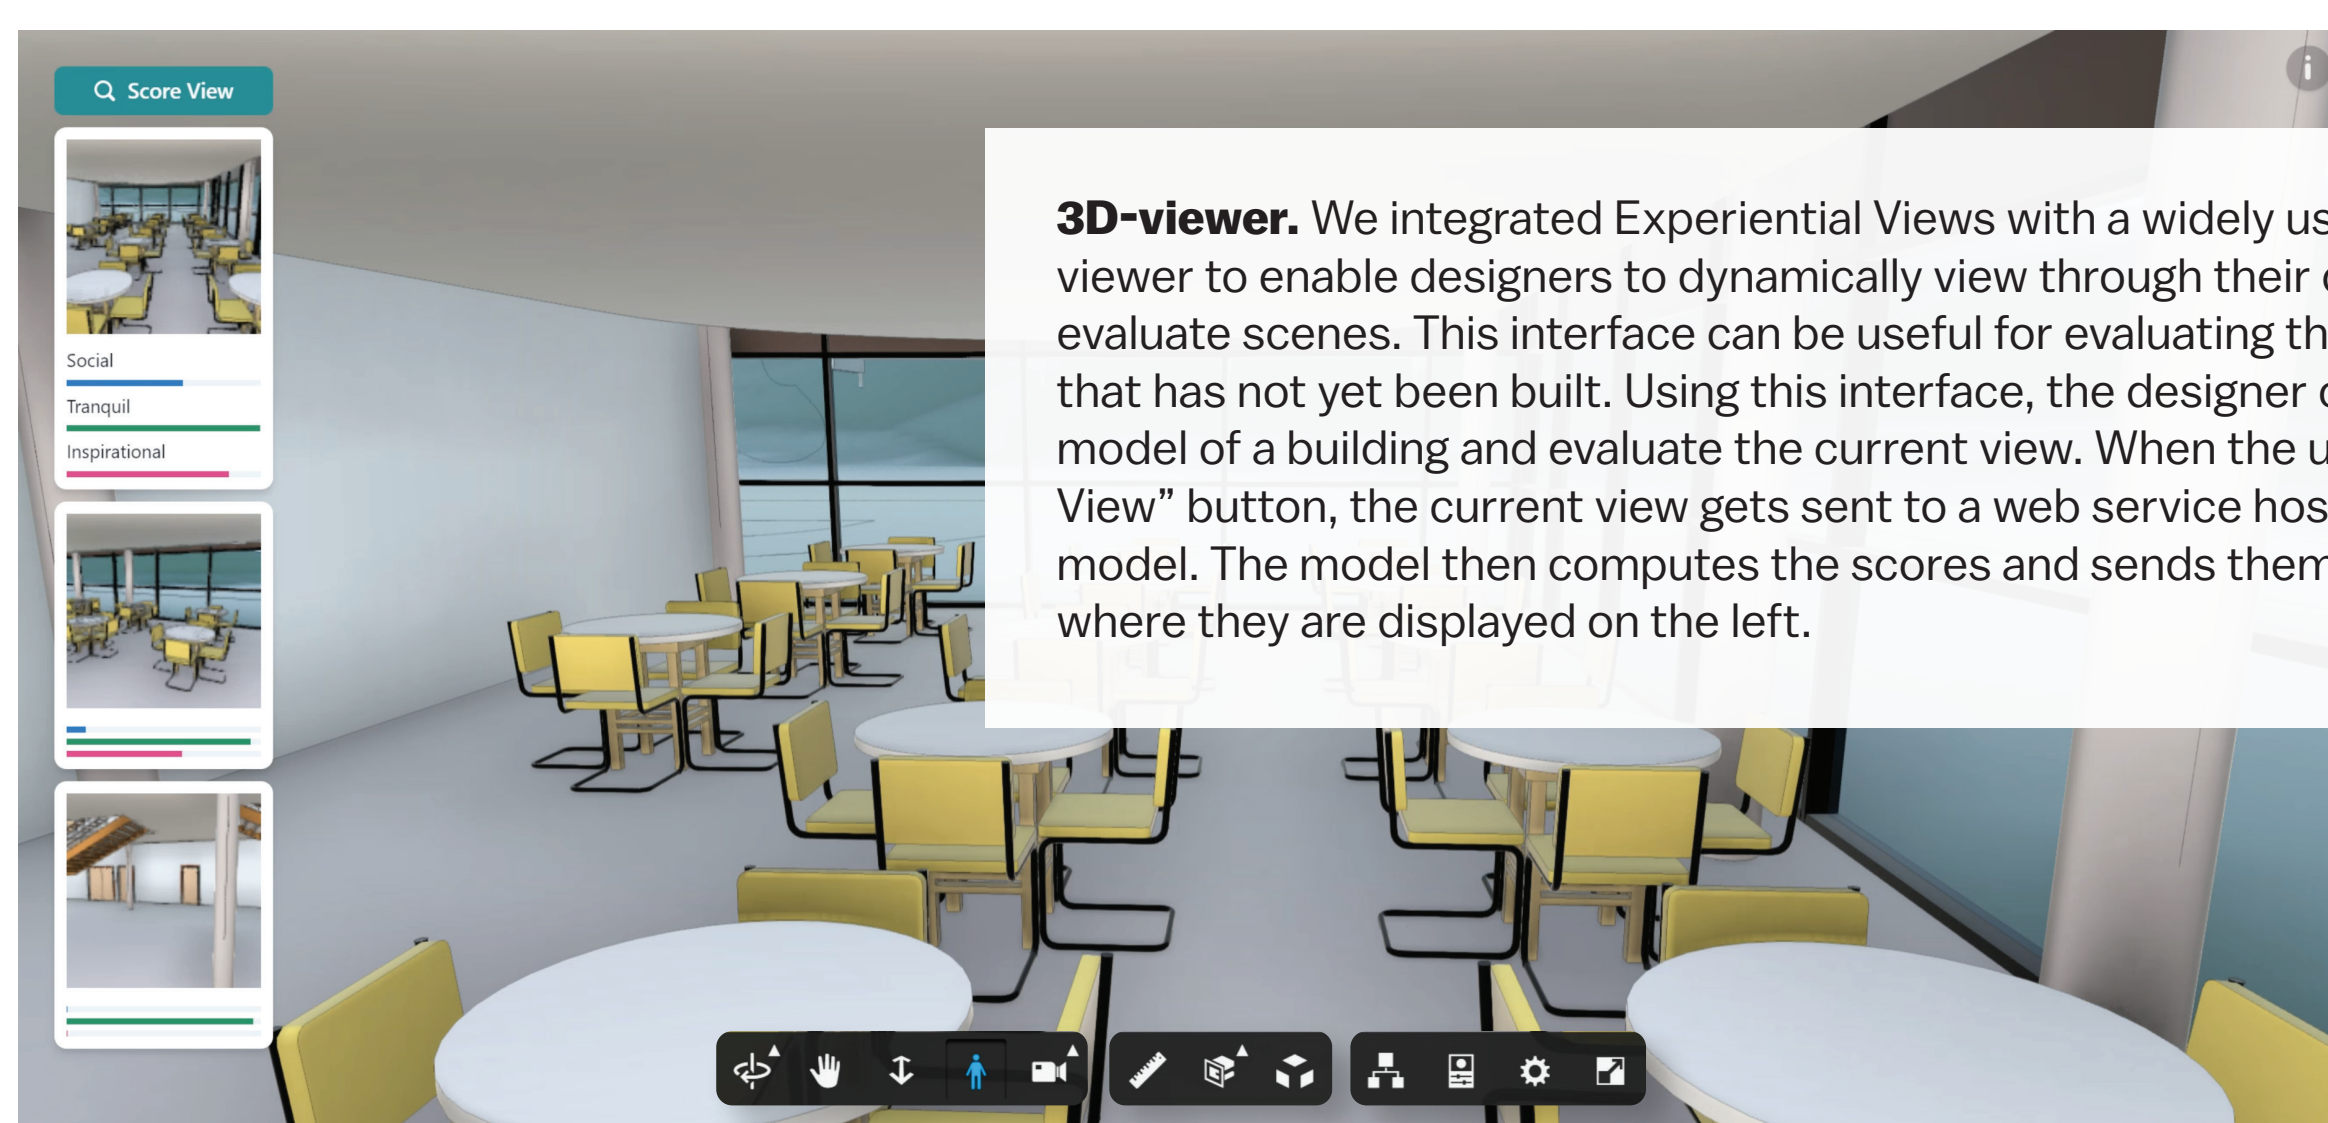 Score View
Social
Tranquil
Inspirational
3D-viewer. We integrated Experiential Views with a widely
viewer to enable designers to dynamically view through their
evaluate scenes. This interface can be useful for evaluating
that has not yet been built. Using this interface, the designer
model of a building and evaluate the current view. When the
View” button, the current view gets sent to a web service
model. The model then computes the scores and sends them
where they are displayed on the left.